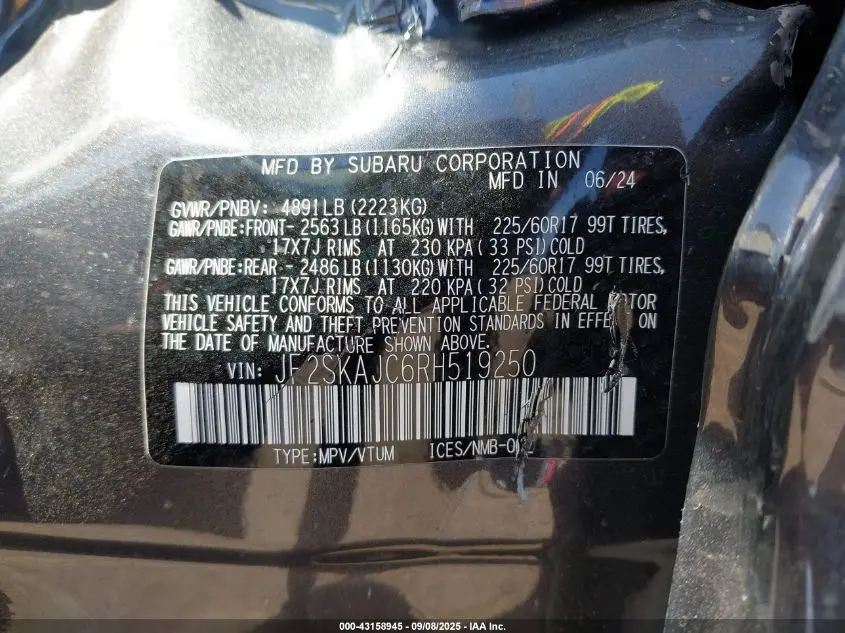 MFD BY SUBARU CORPORATION
MFD IN 06/24
GVWR/PNBV: 4891LB (2223KG)
GAWR/PNBE:FRONT- 2563 LB (1165KG) WITH 225/60R17 99T TIRES,
17X7J RIMS AT 230 KPA ( 33 PSI) COLD
GAWR/PNBE:REAR - 2486 LB (1130KG) WITH 225/60R17 99T TIRES,
17X7J RIMS AT 220 KPA ( 32 PSI) COLD
THIS VEHICLE CONFORMS TO ALL APPLICABLE FEDERAL MOTOR
VEHICLE SAFETY AND THEFT PREVENTION STANDARDS IN EFFECT ON
THE DATE OF MANUFACTURE SHOWN ABOVE.
VIN: JF2SKAJC6RH519250
TYPE:MPV/VTUM ICES/NMB-
000-43158945 - 09/08/2025 - IAA Inc.